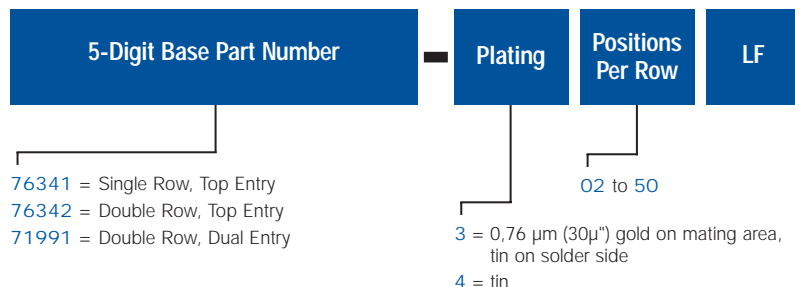 5-Digit Base Part Number
Plating
Positions
Per Row
LF
76341 = Single Row, Top Entry
76342 = Double Row, Top Entry
71991 = Double Row, Dual Entry
02 to 50
3 = 0,76 µm (30µ") gold on mating area,
tin on solder side
4 = tin